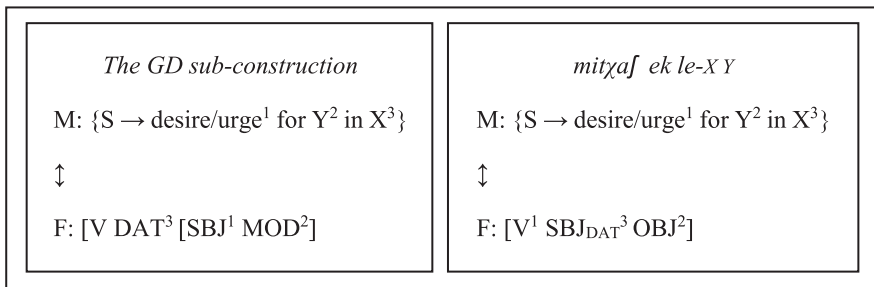 The GD sub-construction
M: {S → desire/urge¹ for Y² in X³}
↕
F: [V DAT³ [SBJ¹ MOD²]
mitχaʃ ek le-X Y
M: {S → desire/urge¹ for Y² in X³}
↕
F: [V¹ SBJ_DAT³ OBJ²]